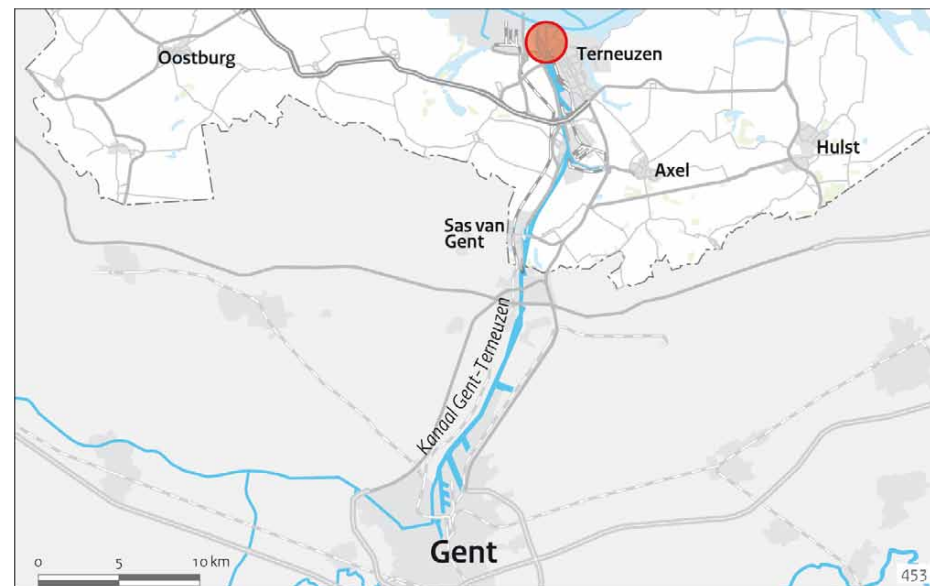 Oostburg
Terneuzen
Hulst
Axel
Sas van
Gent
Kanaal Gent-Terneuzen
Gent
0 5 10 km
453